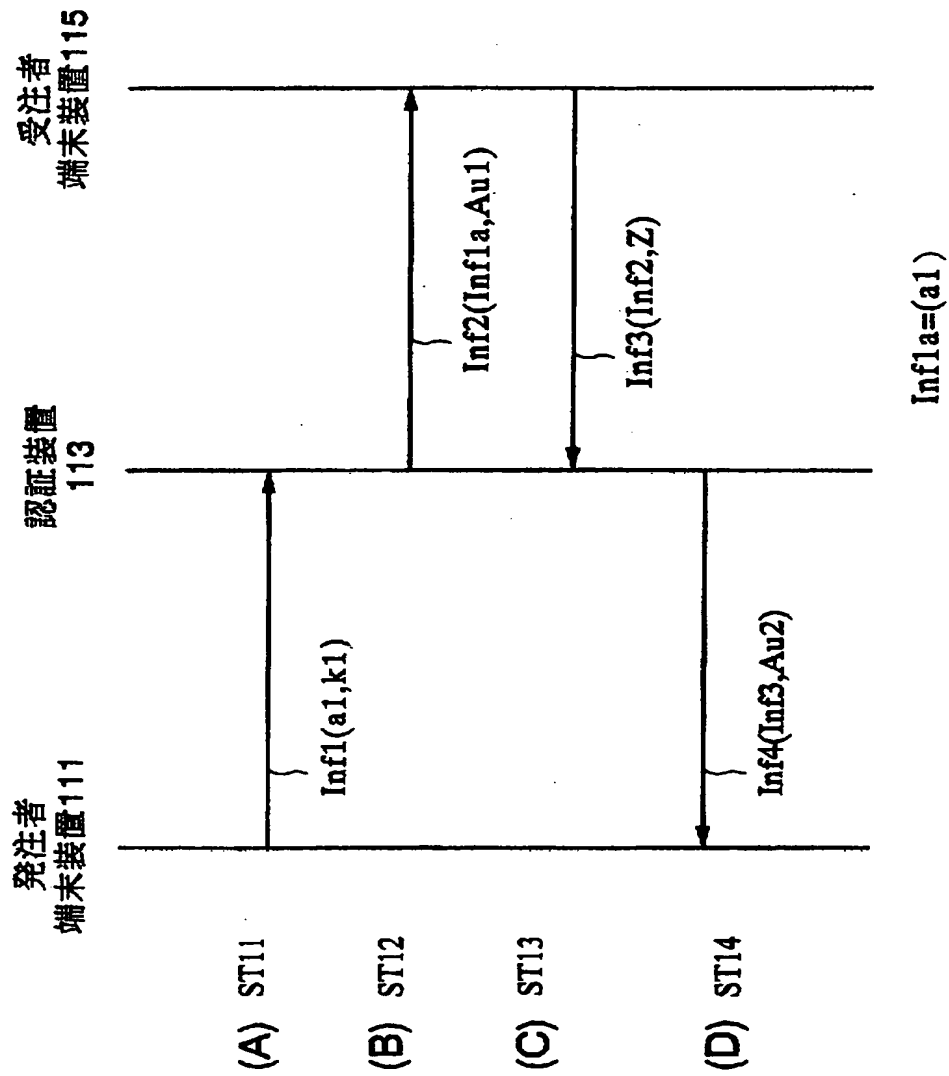 発注者
端末装置111
認証装置
113
受注者
端末装置115
(A) ST11
Inf1(a1,k1)
(B) ST12
Inf2(Inf1a,Au1)
(C) ST13
Inf3(Inf2,Z)
(D) ST14
Inf4(Inf3,Au2)
Inf1a=(a1)